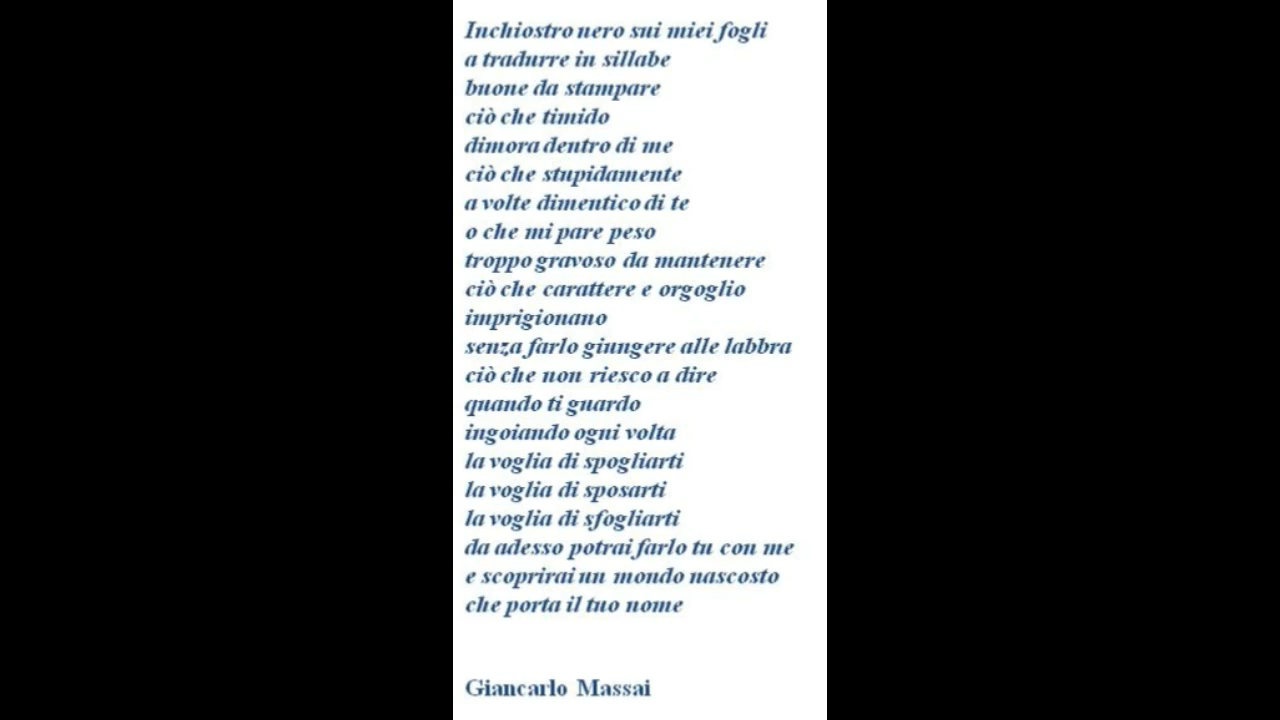 Inchiostro nero sui miei fogli
a tradurre in sillabe
buone da stampare
ciò che timido
dimora dentro di me
ciò che stupidamente
a volte dimentico di te
o che mi pare peso
troppo gravoso da mantenere
ciò che carattere e orgoglio
imprigionano
senza farlo giungere alle labbra
ciò che non riesco a dire
quando ti guardo
ingoiando ogni volta
la voglia di spogliarti
la voglia di sposarti
la voglia di sfogliarti
da adesso potrai farlo tu con me
e scoprirai un mondo nascosto
che porta il tuo nome
Giancarlo Massai